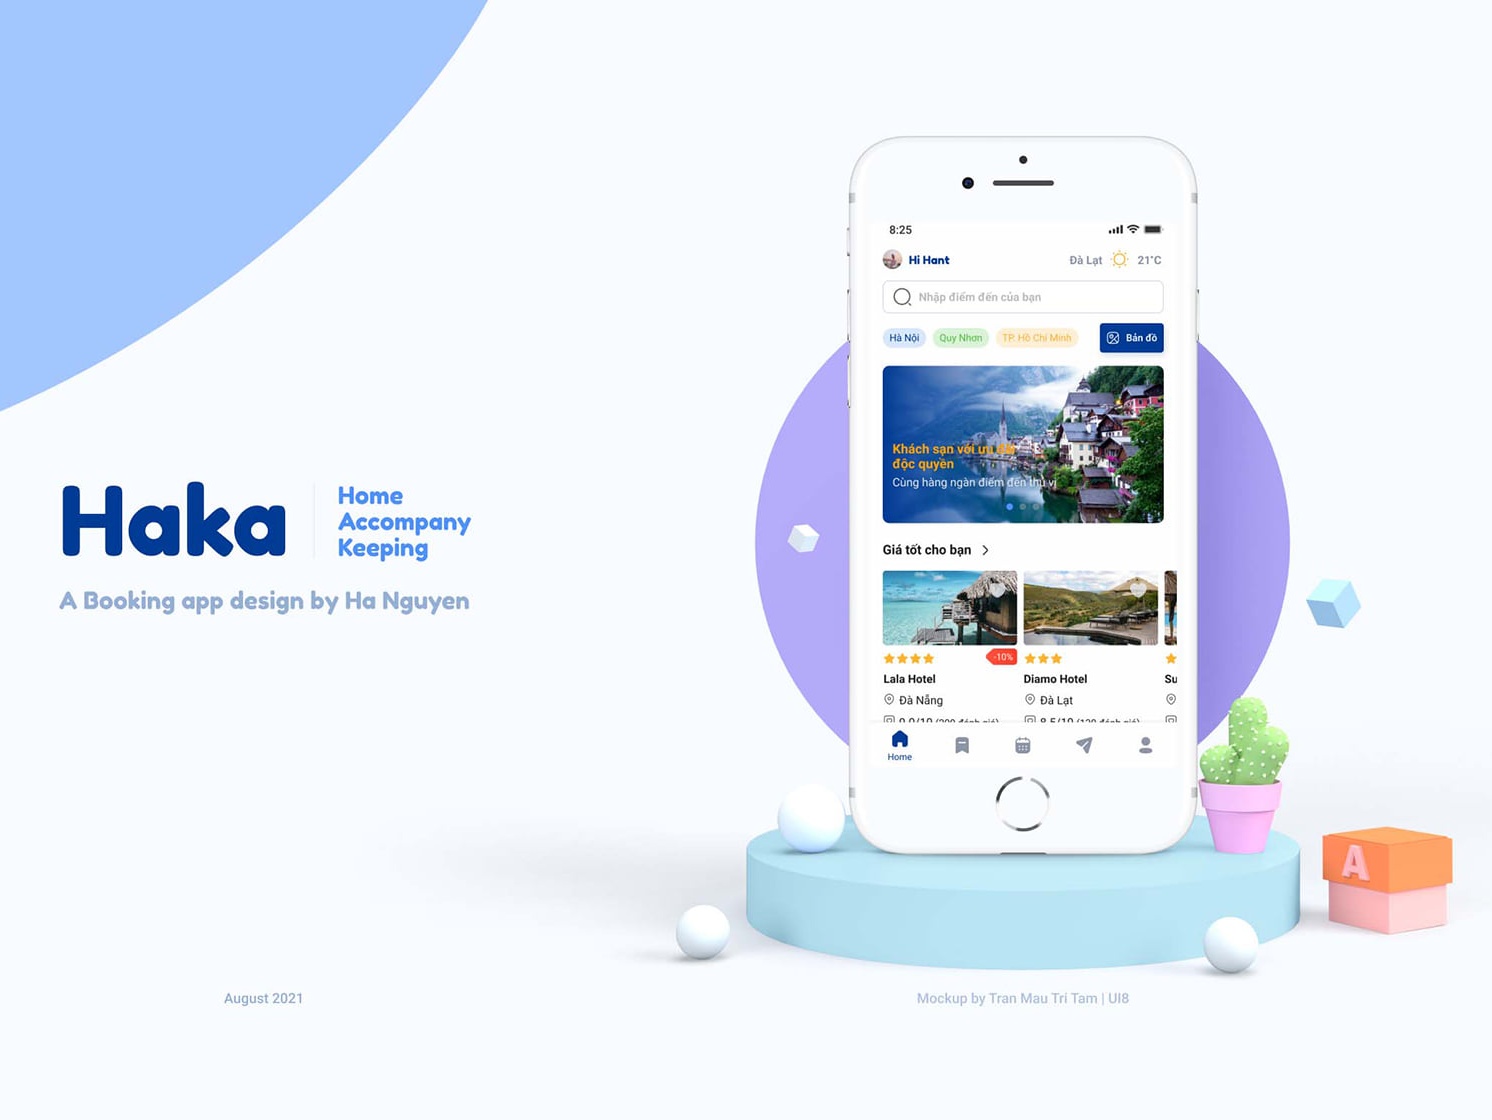 Haka
Home
Accompany
Keeping
A Booking app design by Ha Nguyen
August 2021
8:25
Hi Hant
Đà Lạt 21°C
Nhập điểm đến của bạn
Hà Nội Quy Nhơn TP. Hồ Chí Minh Bản đồ
Khách sạn với ưu đãi
độc quyền
Cùng hàng ngàn điểm đến thú vị
Giá tốt cho bạn
-10%
Lala Hotel Diamo Hotel Su
Đà Nẵng Đà Lạt
Home
A
Mockup by Tran Mau Tri Tam | UI8